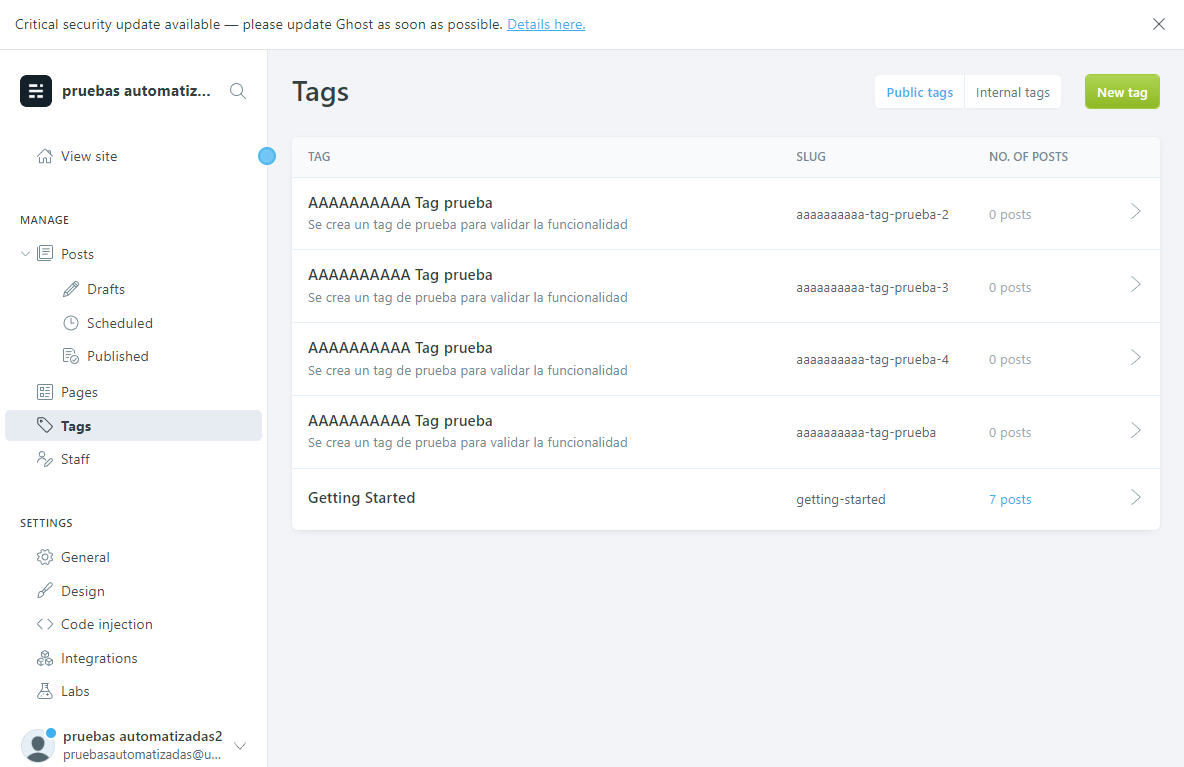 Critical security update available — please update Ghost as soon as possible. Details here.
pruebas automatiz...
Tags
Public tags
Internal tags
New tag
View site
MANAGE
Posts
Drafts
Scheduled
Published
Pages
Tags
Staff
SETTINGS
General
Design
Code injection
Integrations
Labs
pruebas automatizadas2
pruebasautomatizadas@u...
TAG SLUG NO. OF POSTS
AAAAAAAAAA Tag prueba
Se crea un tag de prueba para validar la funcionalidad
aaaaaaaaaa-tag-prueba-2
0 posts
AAAAAAAAAA Tag prueba
Se crea un tag de prueba para validar la funcionalidad
aaaaaaaaaa-tag-prueba-3
0 posts
AAAAAAAAAA Tag prueba
Se crea un tag de prueba para validar la funcionalidad
aaaaaaaaaa-tag-prueba-4
0 posts
AAAAAAAAAA Tag prueba
Se crea un tag de prueba para validar la funcionalidad
aaaaaaaaaa-tag-prueba
0 posts
Getting Started
getting-started
7 posts